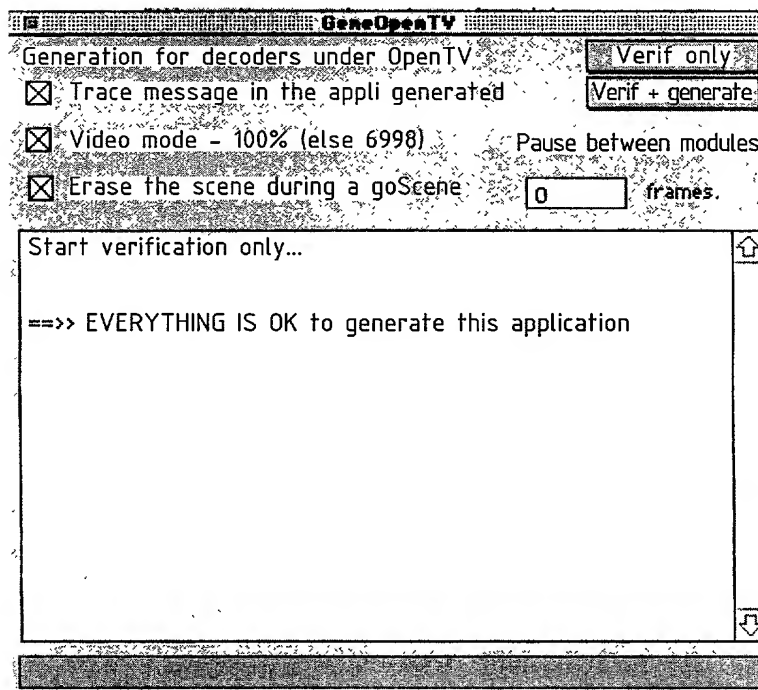 GeneOpenTV
Generation for decoders under OpenTV
Verif only
Trace message in the appli generated
Verif + generate
Video mode - 100% (else 6998)
Pause between modules
Erase the scene during a goScene
0 frames.
Start verification only...
==>> EVERYTHING IS OK to generate this application